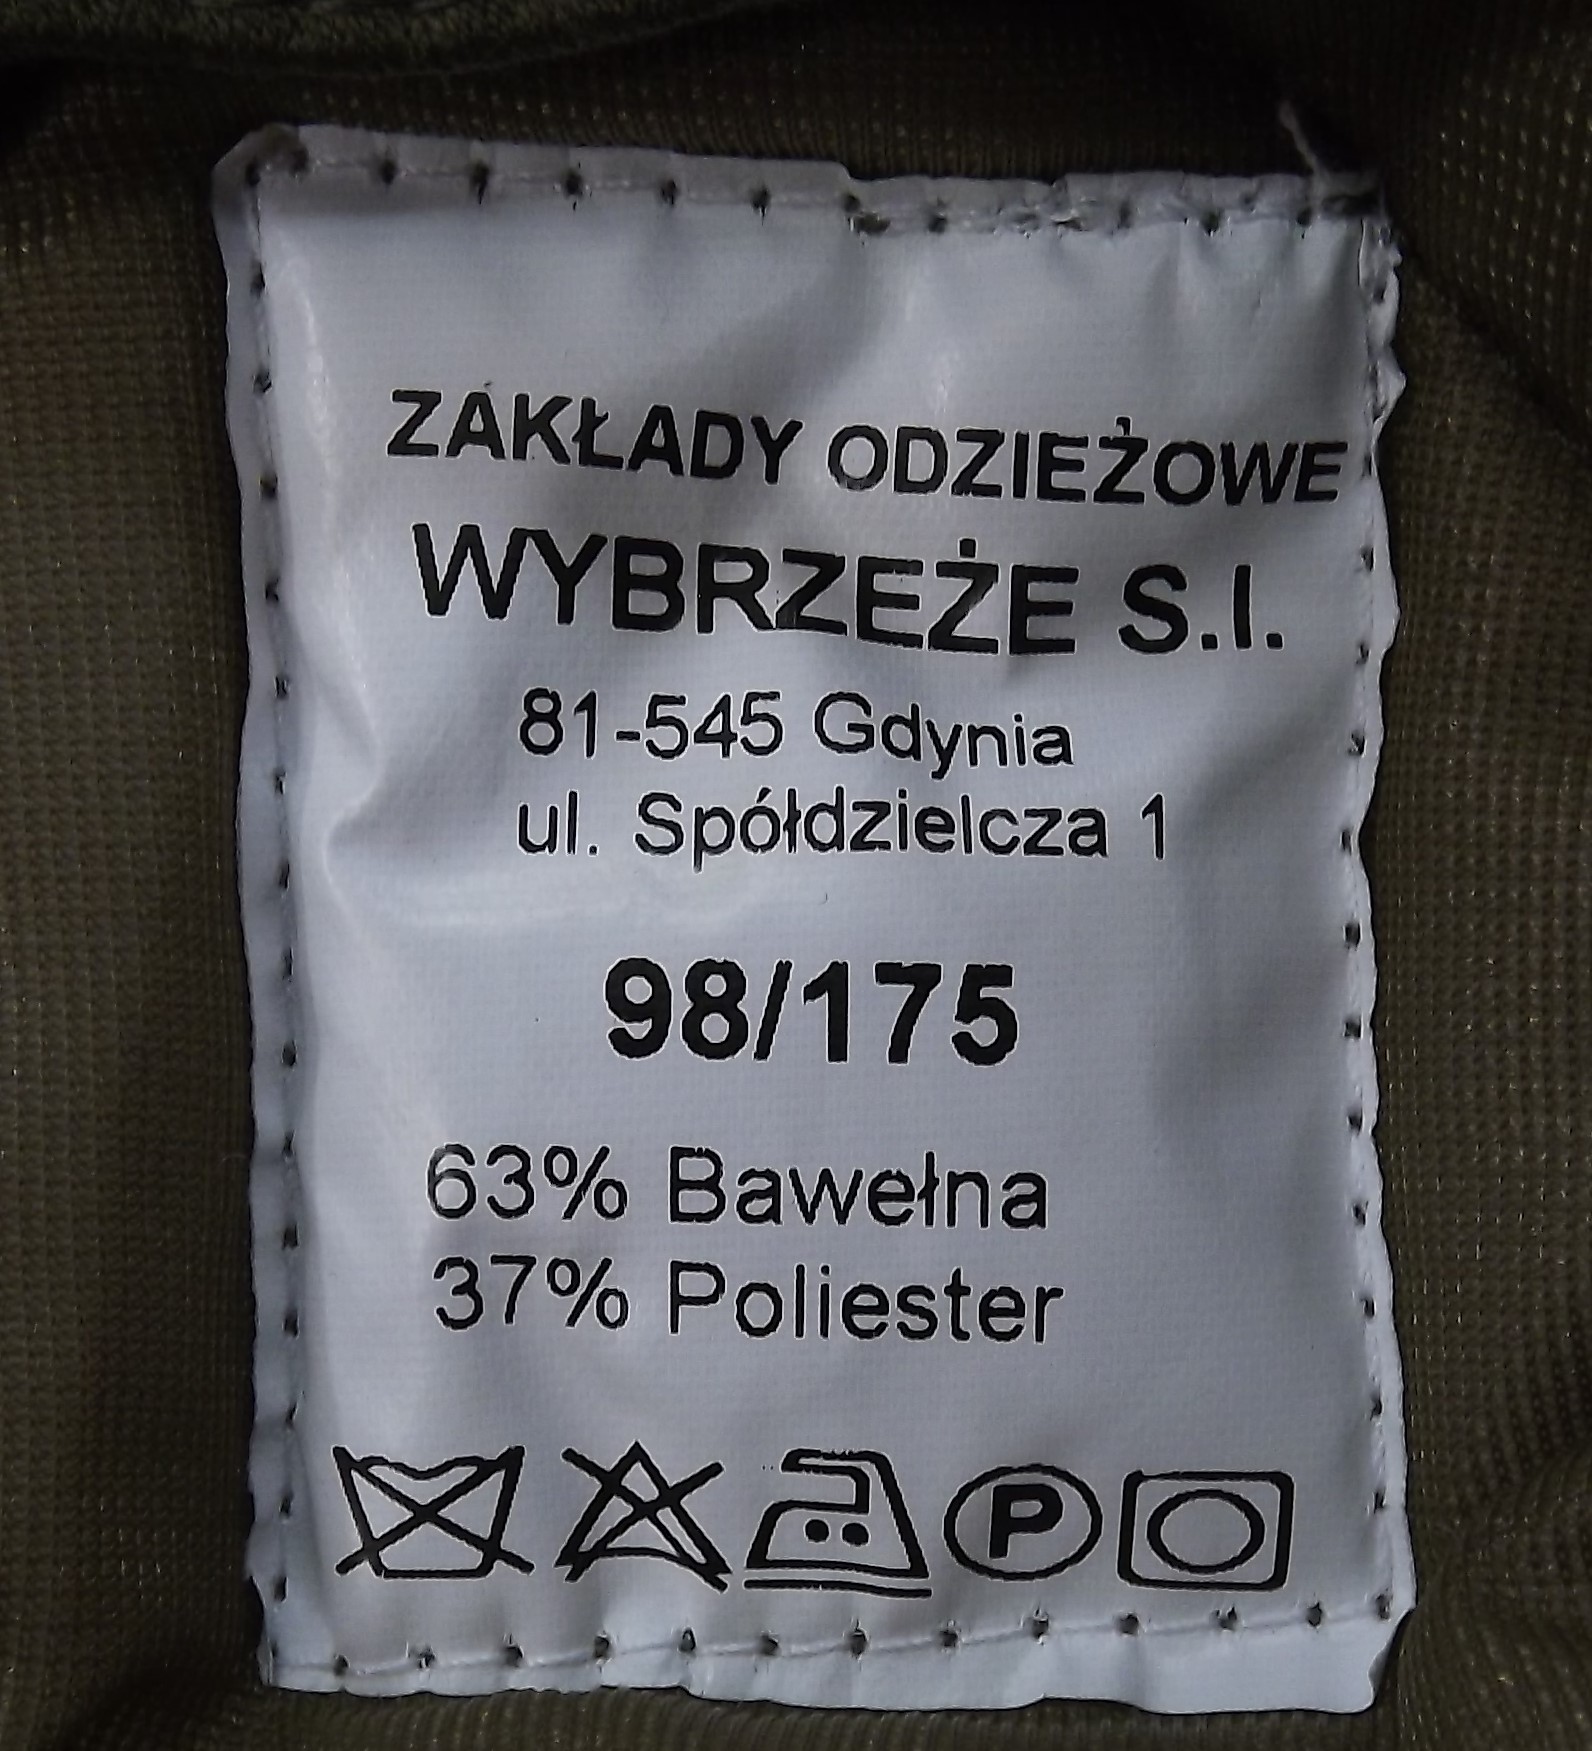 ZAKŁADY ODZIEŻOWE
WYBRZEŻE S.I.
81-545 Gdynia
ul. Spółdzielcza 1
98/175
63% Bawełna
37% Poliester
P